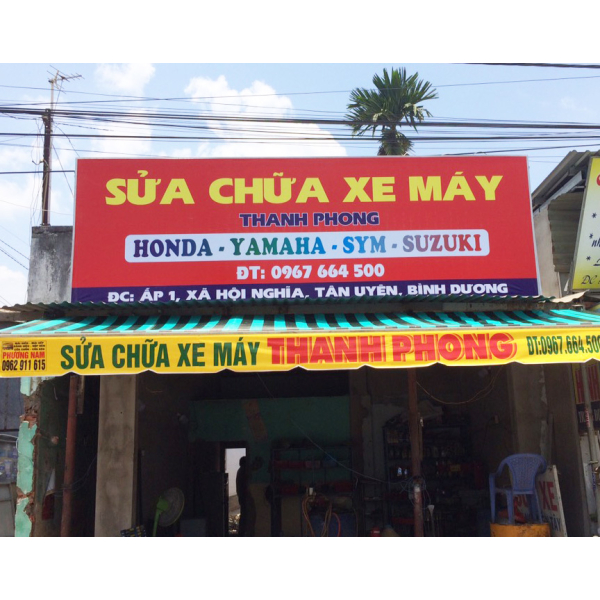 SỬA CHỮA XE MÁY
THANH PHONG
HONDA - YAMAHA - SYM - SUZUKI
ĐT: 0967 664 500
ĐC: ẤP 1, XÃ HỘI NGHĨA, TÂN UYÊN, BÌNH DƯƠNG
PHƯƠNG NAM
0962 911 615
SỬA CHỮA XE MÁY THANH PHONG ĐT:0967.664.500
XE